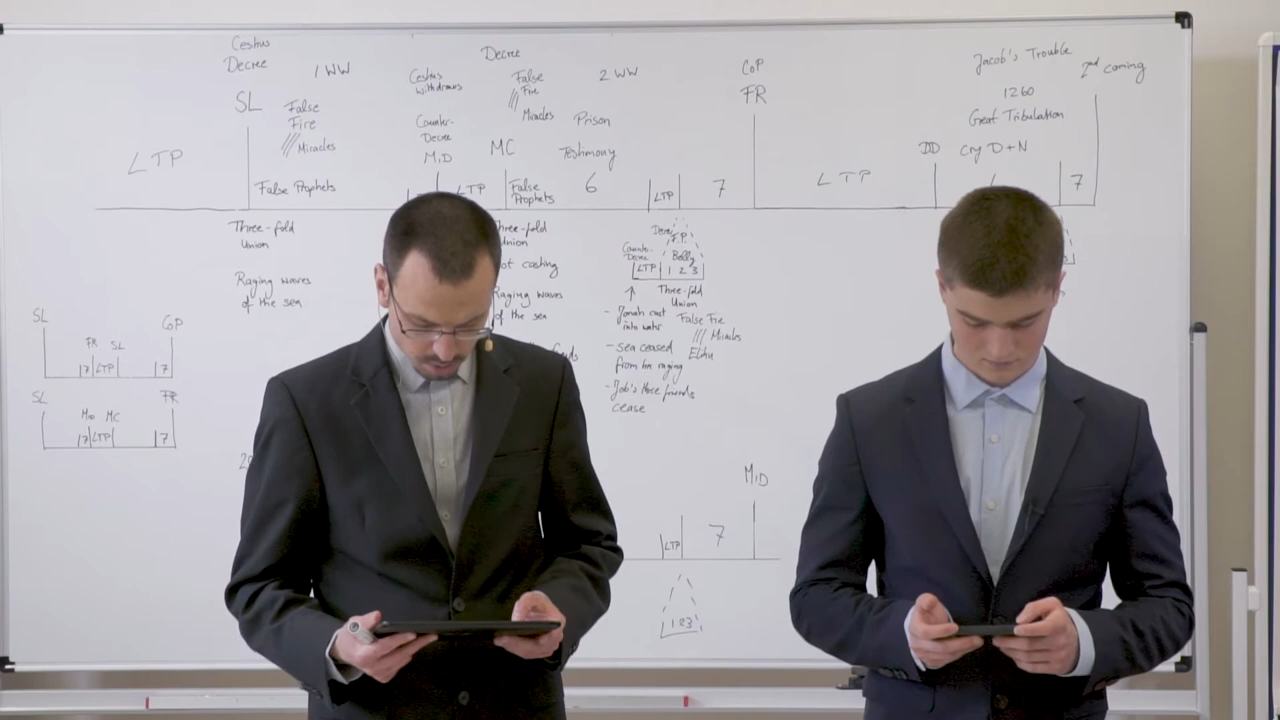 Cestius
Decree
1 WW
SL
False
Fire
/// Miracles
LTP
False Prophets
Cestius
withdraws
Counter-
Decree
MiD
LTP
Decree
False
Fire
/// Miracles
2 WW
Prison
MC
Testimony
False
Prophets
6
LTP
7
CoP
FR
LTP
Jacob's Trouble
2nd coming
1260
Great Tribulation
DD
Cry D+N
7
Three-fold
Union
Raging waves
of the sea
Three-fold
Union
casting
Raging waves
of the sea
F.P.
Counter-
Decree
Belly
LTP
1 2 3
Three-fold
Union
- Jonah cast
into water
False Fire
/// Miracles
Elihu
- sea ceased
from her raging
- Job's three friends
cease
SL
CoP
FR
SL
7
LTP
7
SL
FR
MiD
MC
7
LTP
7
MiD
LTP
7
1 2 3